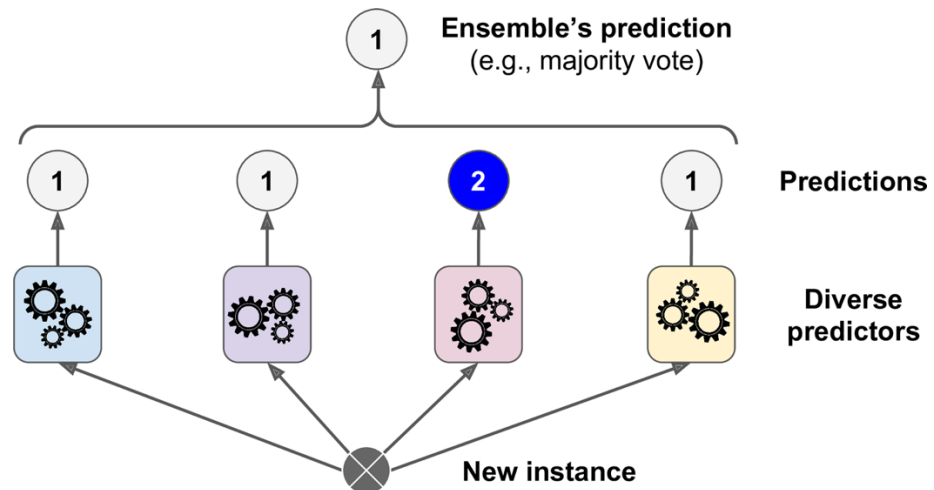 1
Ensemble's prediction
(e.g., majority vote)
1
1
2
1
Predictions
Diverse
predictors
New instance